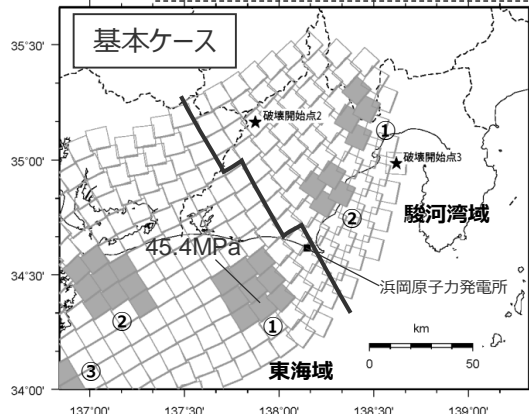 基本ケース
35°30'
35°00'
34°30'
34°00'
破壊開始点2
①
破壊開始点3
駿河湾域
②
45.4MPa
浜岡原子力発電所
②
①
③
東海域
km
0 50
137°00' 137°30' 138°00' 138°30' 139°00'